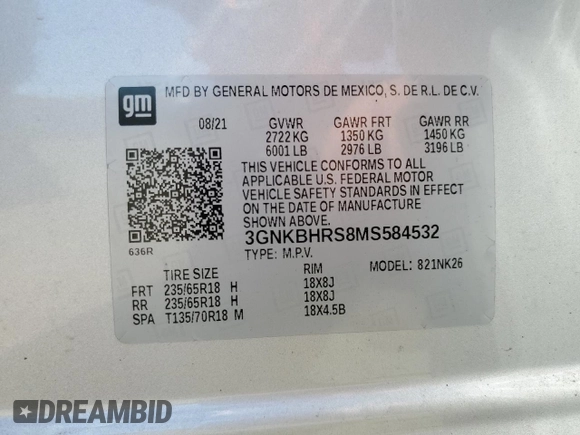 gm MFD BY GENERAL MOTORS DE MEXICO, S. DE R.L. DE C.V.
08/21 GVWR GAWR FRT GAWR RR
2722 KG 1350 KG 1450 KG
6001 LB 2976 LB 3196 LB
THIS VEHICLE CONFORMS TO ALL
APPLICABLE U.S. FEDERAL MOTOR
VEHICLE SAFETY STANDARDS IN EFFECT
ON THE DATE OF MANUFACTURE
SHOWN ABOVE.
3GNKBHRS8MS584532
636R TYPE: M.P.V. MODEL: 821NK26
TIRE SIZE RIM
FRT 235/65R18 H 18X8J
RR 235/65R18 H 18X8J
SPA T135/70R18 M 18X4.5B
DREAMBID